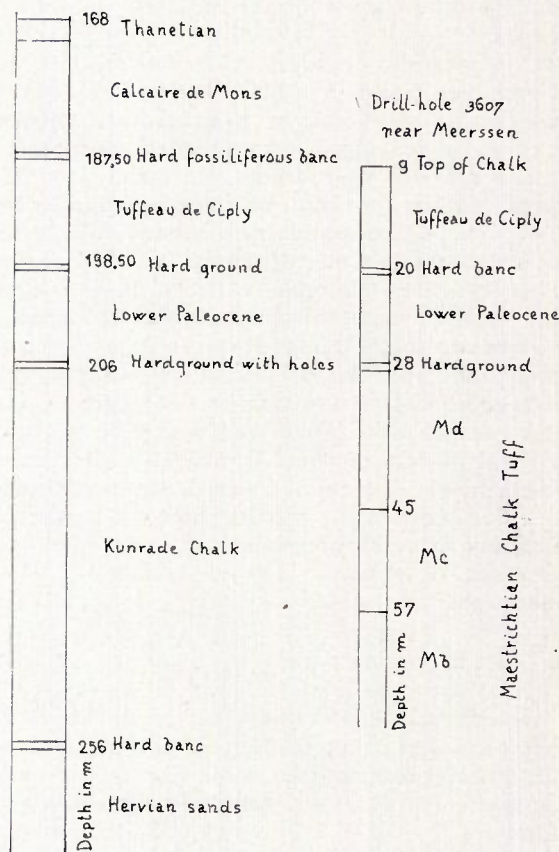 168 Thanetian
Calcaire de Mons
187,50 Hard fossiliferous banc
Tuffeau de Ciply
198,50 Hard ground
Lower Paleocene
206 Hardground with holes
Kunrade Chalk
256 Hard banc
Depth in m
Hervian sands
Drill-hole 3607
near Meerssen
9 Top of Chalk
Tuffeau de Ciply
20 Hard banc
Lower Paleocene
28 Hardground
Md
45
Mc
57
Mb
Depth in m
Maestrichtian Chalk Tuff